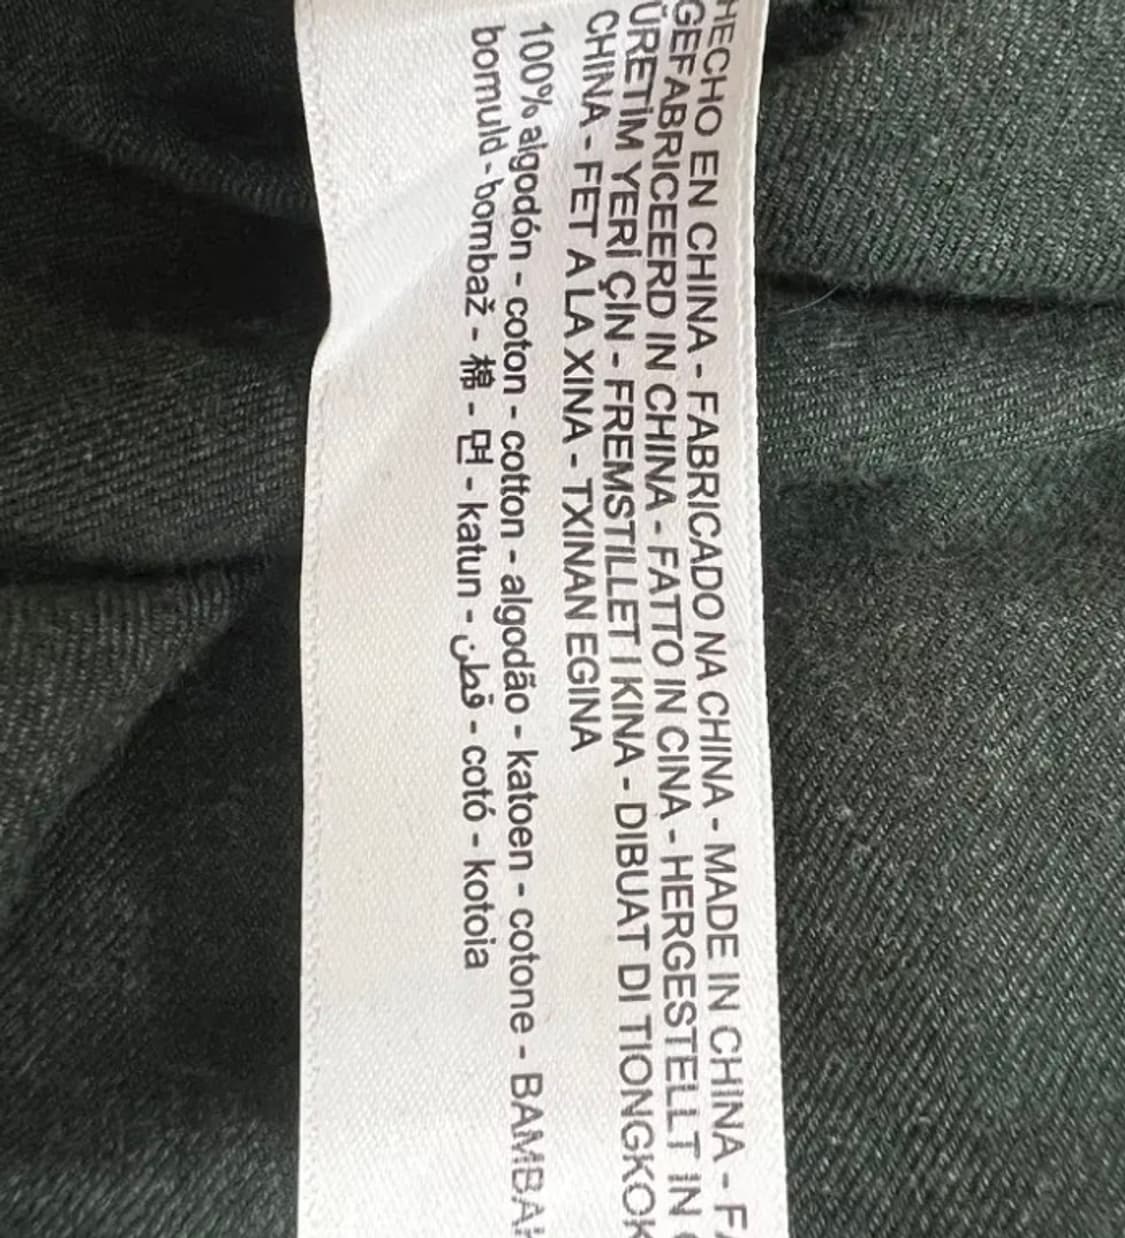 HECHO EN CHINA - FABRICADO NA CHINA - MADE IN CHINA -
GEFABRICEERD IN CHINA - FATTO IN CINA - HERGESTELLT IN
ÜRETİM YERİ ÇİN - FREMSTILLET I KINA - DIBUAT DI TIONGKOK
CHINA - FET A LA XINA - TXINAN EGINA
100% algodón - coton - cotton - algodão - katoen - cotone -
bomuld - bombaž - 棉 - 면 - katun - قطن - cotó - kotoia